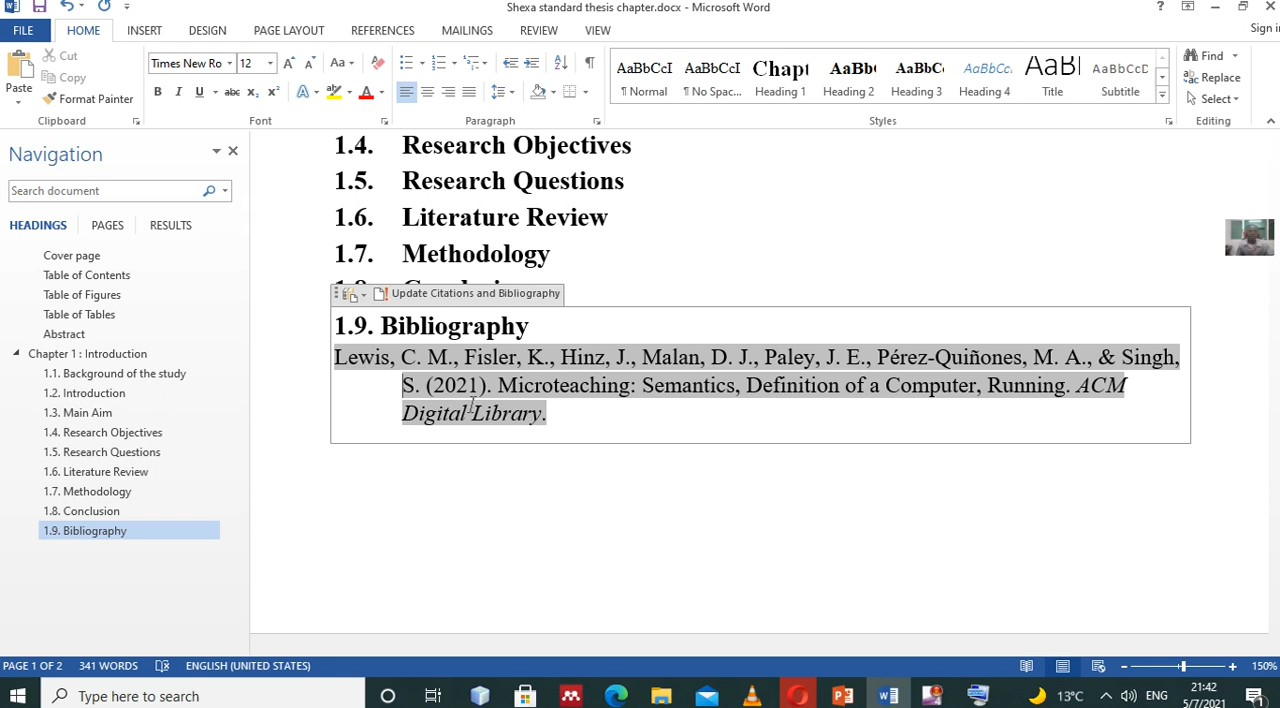 Shexa standard thesis chapter.docx - Microsoft Word
?
Sign in
FILE HOME INSERT DESIGN PAGE LAYOUT REFERENCES MAILINGS REVIEW VIEW
Paste
Cut
Copy
Format Painter
Clipboard
Times New Ro 12
Font
Paragraph
AaBbCcI AaBbCcI Chapt AaBb( AaBbC( AaBbCc. AaBl AaBbCcD
¶ Normal ¶ No Spac... Heading 1 Heading 2 Heading 3 Heading 4 Title Subtitle
Styles
Find
Replace
Select
Editing
Navigation
Search document
HEADINGS PAGES RESULTS
Cover page
Table of Contents
Table of Figures
Table of Tables
Abstract
Chapter 1 : Introduction
1.1. Background of the study
1.2. Introduction
1.3. Main Aim
1.4. Research Objectives
1.5. Research Questions
1.6. Literature Review
1.7. Methodology
1.8. Conclusion
1.9. Bibliography
1.4. Research Objectives
1.5. Research Questions
1.6. Literature Review
1.7. Methodology
Update Citations and Bibliography
1.9. Bibliography
Lewis, C. M., Fisler, K., Hinz, J., Malan, D. J., Paley, J. E., Pérez-Quiñones, M. A., & Singh,
S. (2021). Microteaching: Semantics, Definition of a Computer, Running. ACM
Digital Library.
PAGE 1 OF 2 341 WORDS ENGLISH (UNITED STATES) 150%
Type here to search
13°C ENG
21:42
5/7/2021